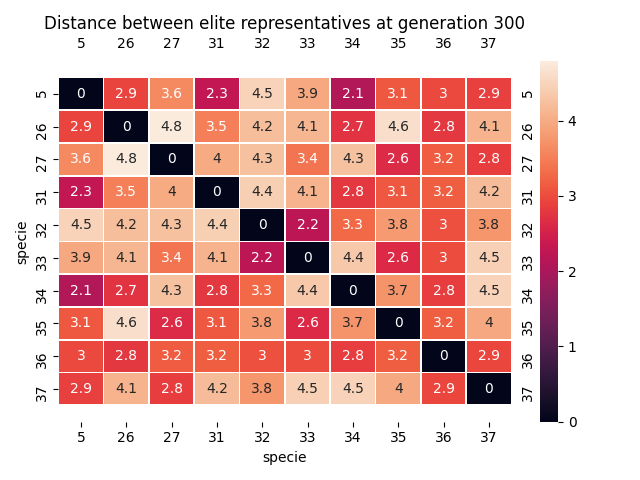 Distance between elite representatives at generation 300
5 26 27 31 32 33 34 35 36 37
5 0 2.9 3.6 2.3 4.5 3.9 2.1 3.1 3 2.9 5
26 2.9 0 4.8 3.5 4.2 4.1 2.7 4.6 2.8 4.1 26
27 3.6 4.8 0 4 4.3 3.4 4.3 2.6 3.2 2.8 27
31 2.3 3.5 4 0 4.4 4.1 2.8 3.1 3.2 4.2 31
32 4.5 4.2 4.3 4.4 0 2.2 3.3 3.8 3 3.8 32
33 3.9 4.1 3.4 4.1 2.2 0 4.4 2.6 3 4.5 33
34 2.1 2.7 4.3 2.8 3.3 4.4 0 3.7 2.8 4.5 34
35 3.1 4.6 2.6 3.1 3.8 2.6 3.7 0 3.2 4 35
36 3 2.8 3.2 3.2 3 3 2.8 3.2 0 2.9 36
37 2.9 4.1 2.8 4.2 3.8 4.5 4.5 4 2.9 0 37
5 26 27 31 32 33 34 35 36 37
specie
specie
4
3
2
1
0